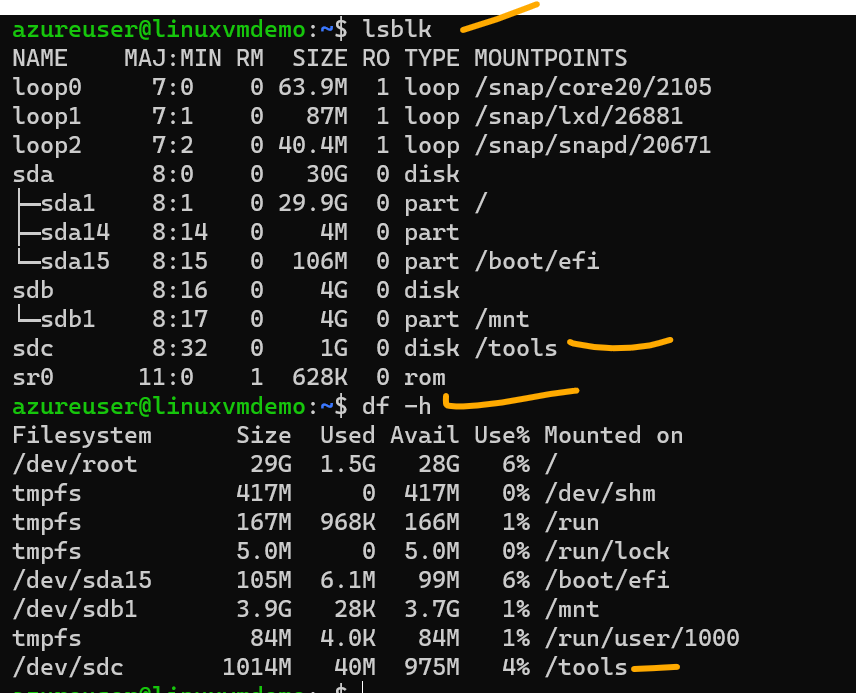 azureuser@linuxvmdemo:~$ lsblk
NAME    MAJ:MIN RM  SIZE RO TYPE MOUNTPOINTS
loop0     7:0    0 63.9M  1 loop /snap/core20/2105
loop1     7:1    0   87M  1 loop /snap/lxd/26881
loop2     7:2    0 40.4M  1 loop /snap/snapd/20671
sda       8:0    0   30G  0 disk
├─sda1    8:1    0 29.9G  0 part /
├─sda14   8:14   0    4M  0 part
└─sda15   8:15   0  106M  0 part /boot/efi
sdb       8:16   0    4G  0 disk
└─sdb1    8:17   0    4G  0 part /mnt
sdc       8:32   0    1G  0 disk /tools
sr0      11:0    1  628K  0 rom
azureuser@linuxvmdemo:~$ df -h
Filesystem      Size  Used Avail Use% Mounted on
/dev/root        29G  1.5G   28G   6% /
tmpfs           417M     0  417M   0% /dev/shm
tmpfs           167M  968K  166M   1% /run
tmpfs           5.0M     0  5.0M   0% /run/lock
/dev/sda15      105M  6.1M   99M   6% /boot/efi
/dev/sdb1       3.9G   28K  3.7G   1% /mnt
tmpfs            84M  4.0K   84M   1% /run/user/1000
/dev/sdc       1014M   40M  975M   4% /tools
azureuser@linuxvmdemo:~$